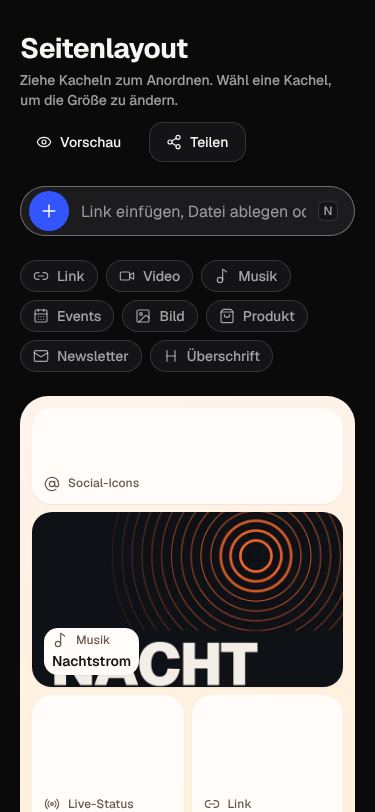 Seitenlayout
Ziehe Kacheln zum Anordnen. Wähl eine Kachel,
um die Größe zu ändern.
Vorschau
Teilen
Link einfügen, Datei ablegen od
N
Link
Video
Musik
Events
Bild
Produkt
Newsletter
Überschrift
Social-Icons
Musik
Nachtstrom
NACHT
Live-Status
Link